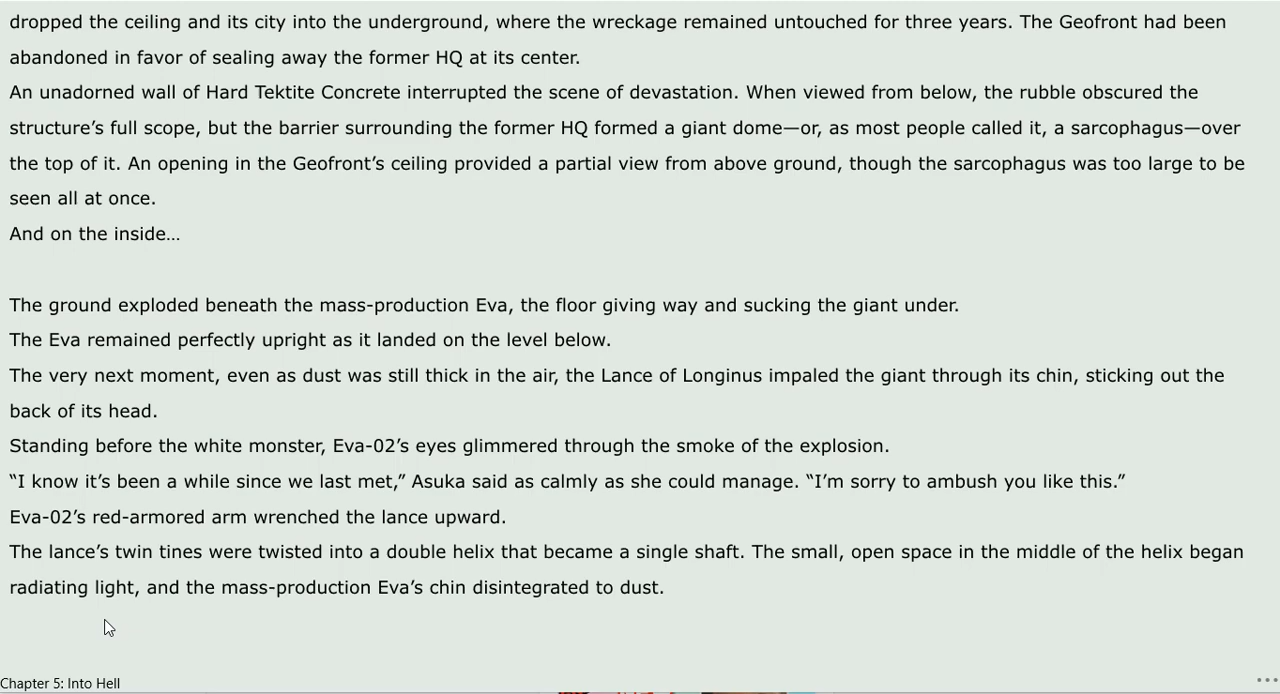 dropped the ceiling and its city into the underground, where the wreckage remained untouched for three years. The Geofront had been
abandoned in favor of sealing away the former HQ at its center.
An unadorned wall of Hard Tektite Concrete interrupted the scene of devastation. When viewed from below, the rubble obscured the
structure’s full scope, but the barrier surrounding the former HQ formed a giant dome—or, as most people called it, a sarcophagus—over
the top of it. An opening in the Geofront’s ceiling provided a partial view from above ground, though the sarcophagus was too large to be
seen all at once.
And on the inside…
The ground exploded beneath the mass-production Eva, the floor giving way and sucking the giant under.
The Eva remained perfectly upright as it landed on the level below.
The very next moment, even as dust was still thick in the air, the Lance of Longinus impaled the giant through its chin, sticking out the
back of its head.
Standing before the white monster, Eva-02’s eyes glimmered through the smoke of the explosion.
“I know it’s been a while since we last met,” Asuka said as calmly as she could manage. “I’m sorry to ambush you like this.”
Eva-02’s red-armored arm wrenched the lance upward.
The lance’s twin tines were twisted into a double helix that became a single shaft. The small, open space in the middle of the helix began
radiating light, and the mass-production Eva’s chin disintegrated to dust.
Chapter 5: Into Hell